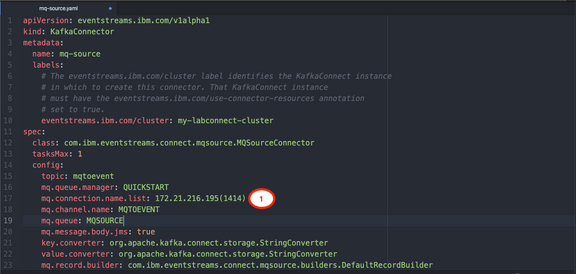 mq-source.yaml
1 apiVersion: eventstreams.ibm.com/v1alpha1
2 kind: KafkaConnector
3 metadata:
4 name: mq-source
5 labels:
6 # The eventstreams.ibm.com/cluster label identifies the KafkaConnect instance
7 # in which to create this connector. That KafkaConnect instance
8 # must have the eventstreams.ibm.com/use-connector-resources annotation
9 # set to true.
10 eventstreams.ibm.com/cluster: my-labconnect-cluster
11 spec:
12 class: com.ibm.eventstreams.connect.mqsource.MQSourceConnector
13 tasksMax: 1
14 config:
15 topic: mqtoevent
16 mq.queue.manager: QUICKSTART
17 mq.connection.name.list: 172.21.216.195(1414) 1
18 mq.channel.name: MQTOEVENT
19 mq.queue: MQSOURCE
20 mq.message.body.jms: true
21 key.converter: org.apache.kafka.connect.storage.StringConverter
22 value.converter: org.apache.kafka.connect.storage.StringConverter
23 mq.record.builder: com.ibm.eventstreams.connect.mqsource.builders.DefaultRecordBuilder